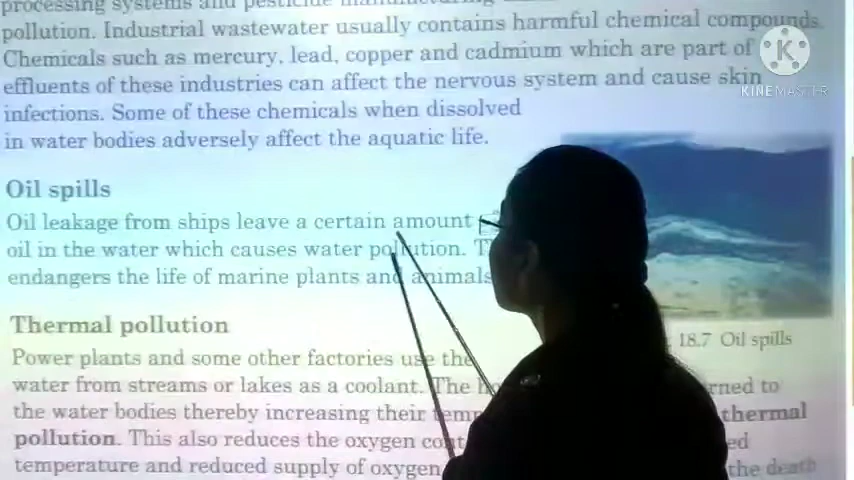 processing systems and pesticide manufacturing
pollution. Industrial wastewater usually contains harmful chemical compounds.
Chemicals such as mercury, lead, copper and cadmium which are part of
effluents of these industries can affect the nervous system and cause skin
infections. Some of these chemicals when dissolved
in water bodies adversely affect the aquatic life.
K
KINEMASTER
Oil spills
Oil leakage from ships leave a certain amount
oil in the water which causes water pollution.
endangers the life of marine plants and animals
18.7 Oil spills
Thermal pollution
Power plants and some other factories use the
water from streams or lakes as a coolant. The
the water bodies thereby increasing their thermal
pollution. This also reduces the oxygen
temperature and reduced supply of oxygen the death